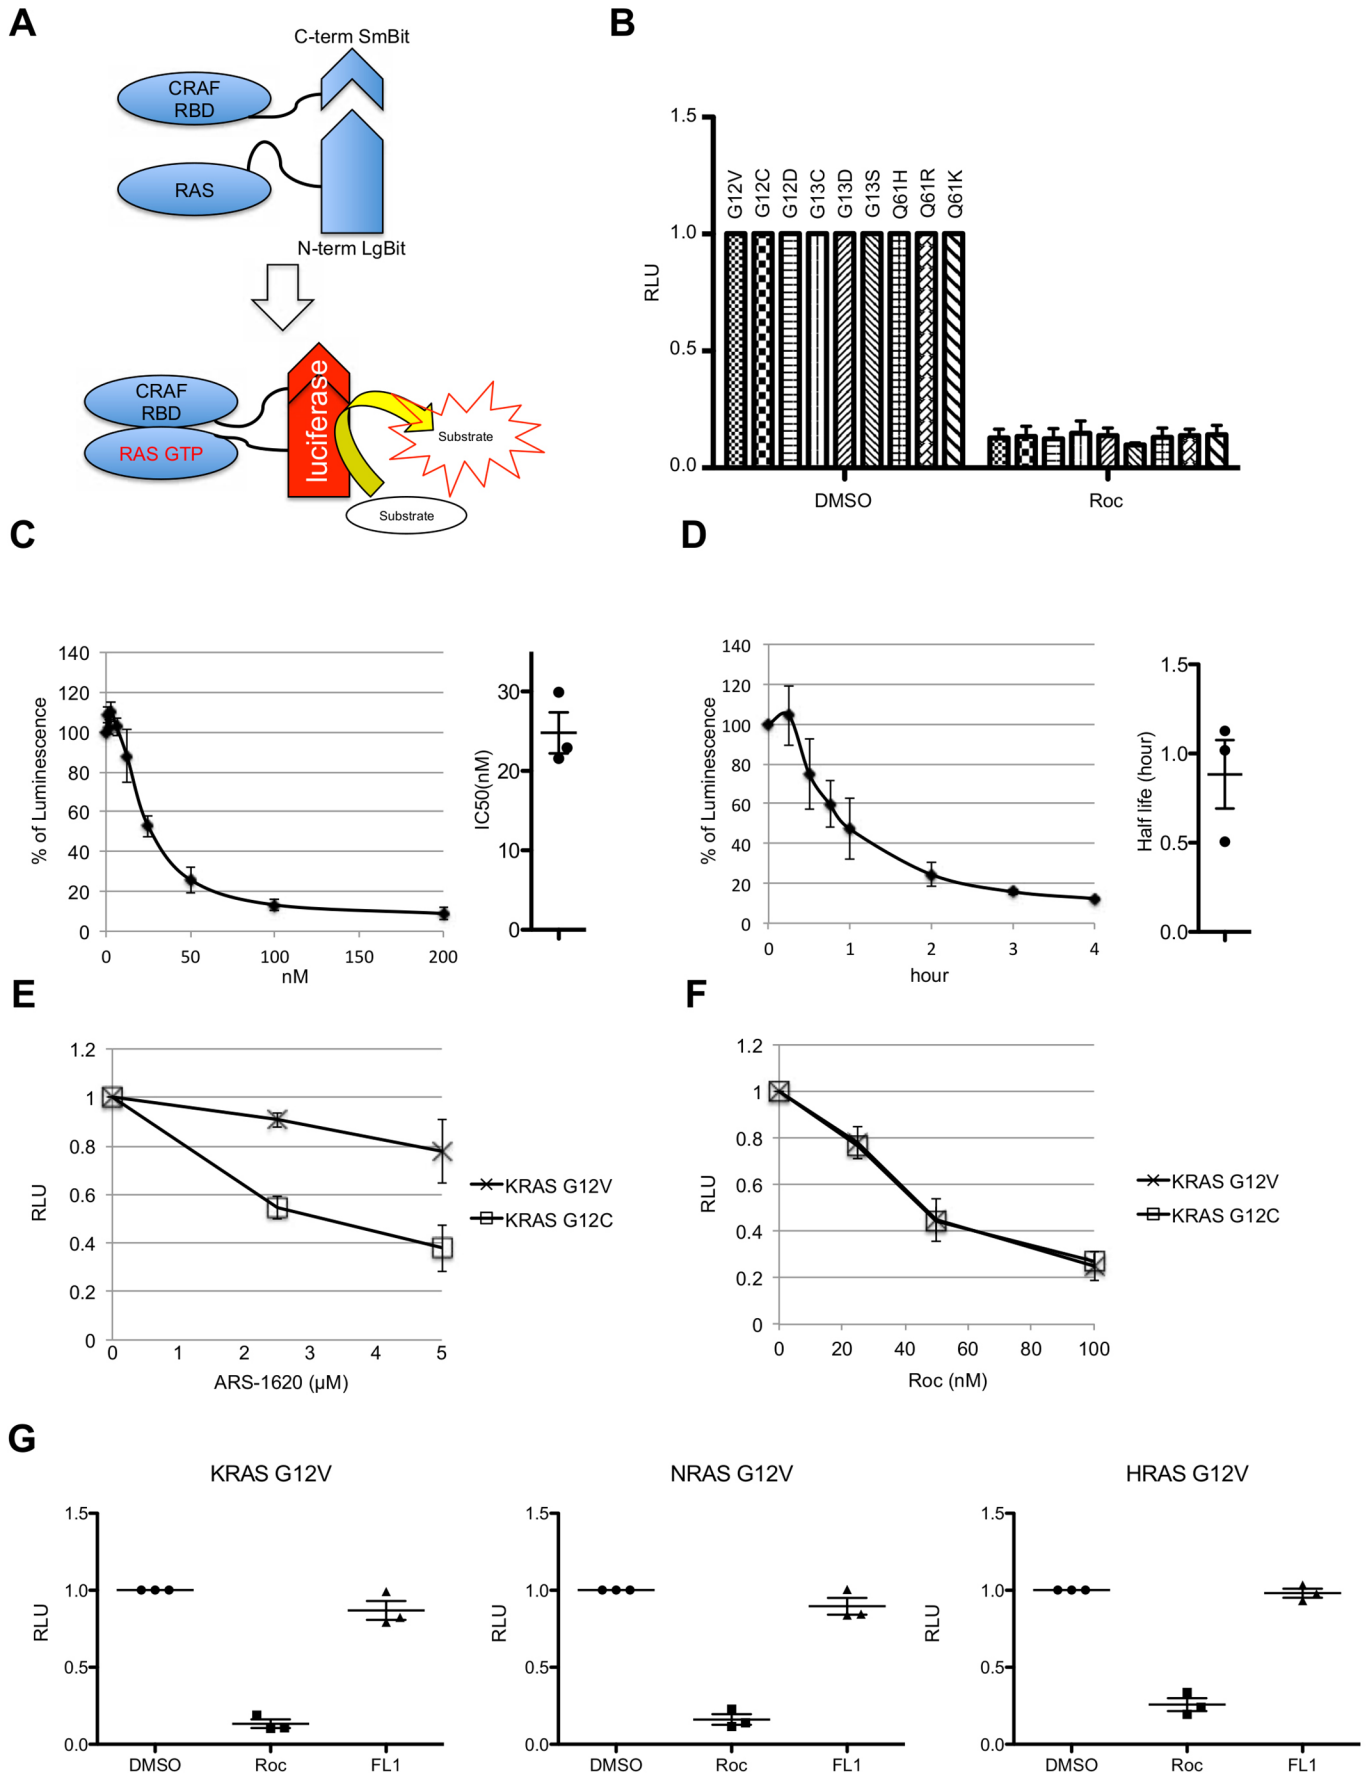 A
C-term SmBit
CRAF
RBD
RAS
N-term LgBit
CRAF
RBD
RAS GTP
luciferase
Substrate
Substrate
B
1.5
1.0
0.5
0.0
RLU
G12V
G12C
G12D
G13C
G13D
G13S
Q61H
Q61R
Q61K
DMSO
Roc
C
140
120
100
80
60
40
20
0
% of Luminescence
0 50 100 150 200
nM
30
20
10
0
IC50(nM)
D
140
120
100
80
60
40
20
0
% of Luminescence
0 1 2 3 4
hour
1.5
1.0
0.5
0.0
Half life (hour)
E
1.2
1
0.8
0.6
0.4
0.2
0
RLU
0 1 2 3 4 5
ARS-1620 (μM)
KRAS G12V
KRAS G12C
F
1.2
1
0.8
0.6
0.4
0.2
0
RLU
0 20 40 60 80 100
Roc (nM)
KRAS G12V
KRAS G12C
G
KRAS G12V
1.5
1.0
0.5
0.0
RLU
DMSO Roc FL1
NRAS G12V
1.5
1.0
0.5
0.0
RLU
DMSO Roc FL1
HRAS G12V
1.5
1.0
0.5
0.0
RLU
DMSO Roc FL1